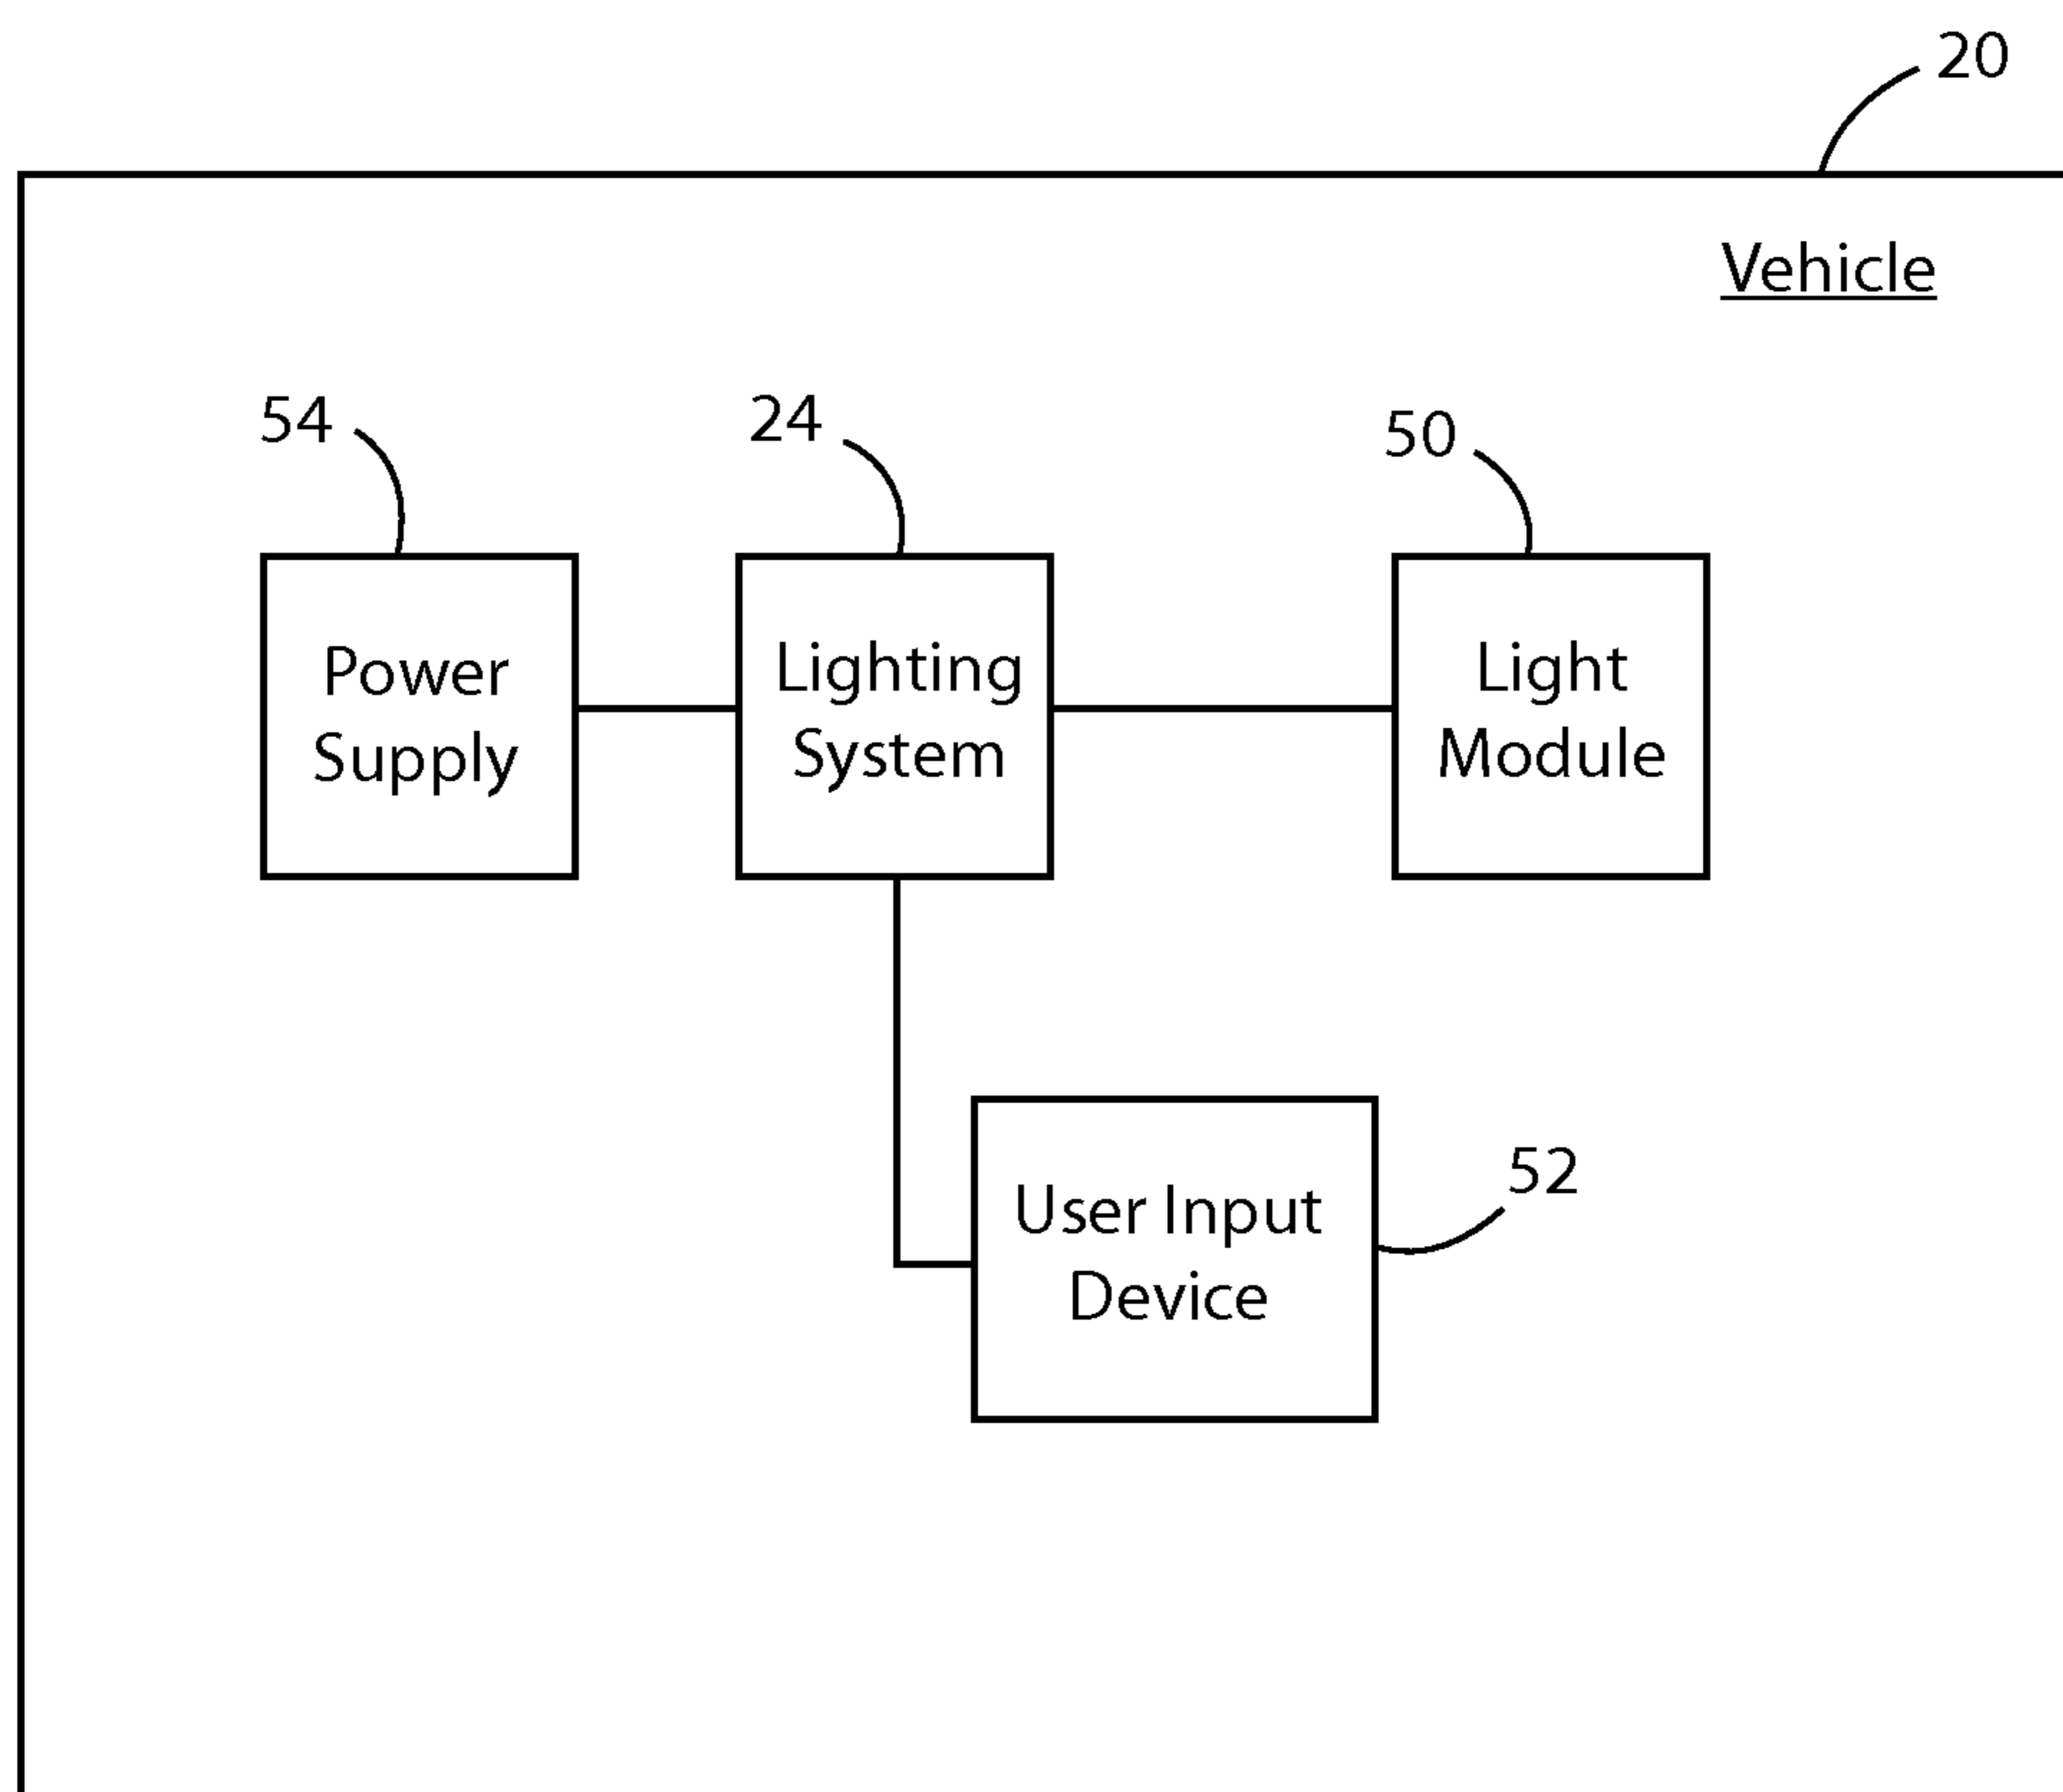 20
Vehicle
54
24
50
Power
Supply
Lighting
System
Light
Module
52
User Input
Device